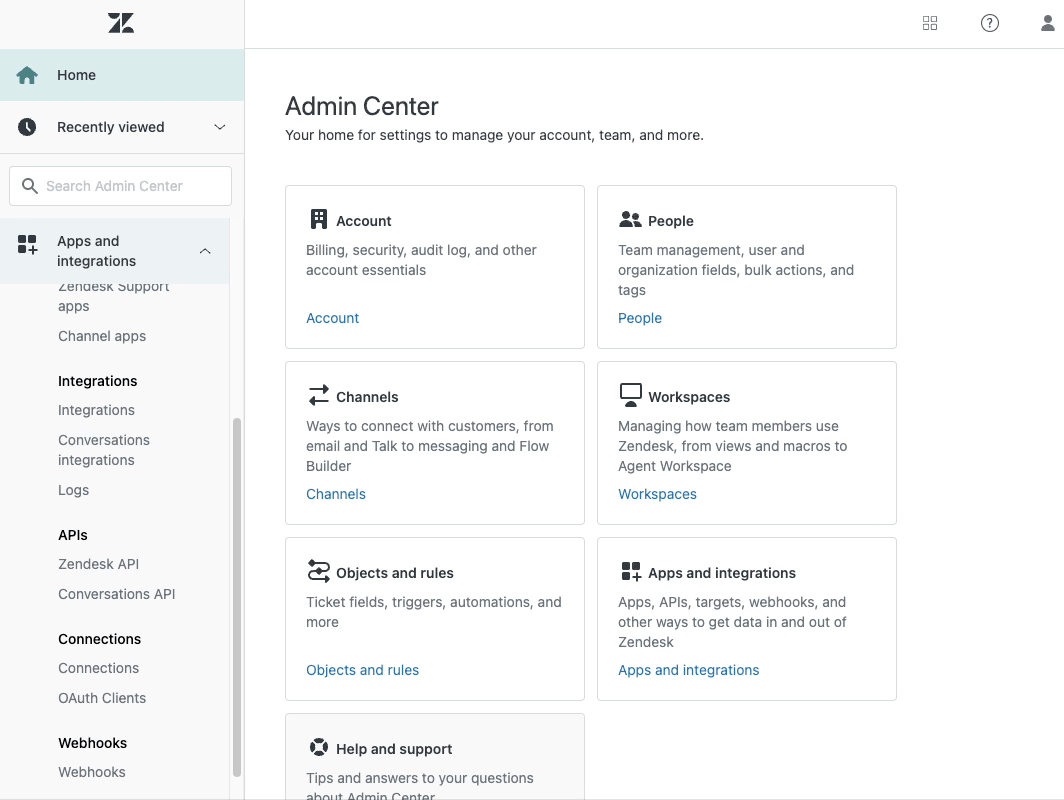 Home
Recently viewed
Search Admin Center
Apps and
integrations
Zendesk Support
apps
Channel apps
Integrations
Integrations
Conversations
integrations
Logs
APIs
Zendesk API
Conversations API
Connections
Connections
OAuth Clients
Webhooks
Webhooks
Admin Center
Your home for settings to manage your account, team, and more.
Account
Billing, security, audit log, and other
account essentials
Account
People
Team management, user and
organization fields, bulk actions, and
tags
People
Channels
Ways to connect with customers, from
email and Talk to messaging and Flow
Builder
Channels
Workspaces
Managing how team members use
Zendesk, from views and macros to
Agent Workspace
Workspaces
Objects and rules
Ticket fields, triggers, automations, and
more
Objects and rules
Apps and integrations
Apps, APIs, targets, webhooks, and
other ways to get data in and out of
Zendesk
Apps and integrations
Help and support
Tips and answers to your questions
about Admin Center